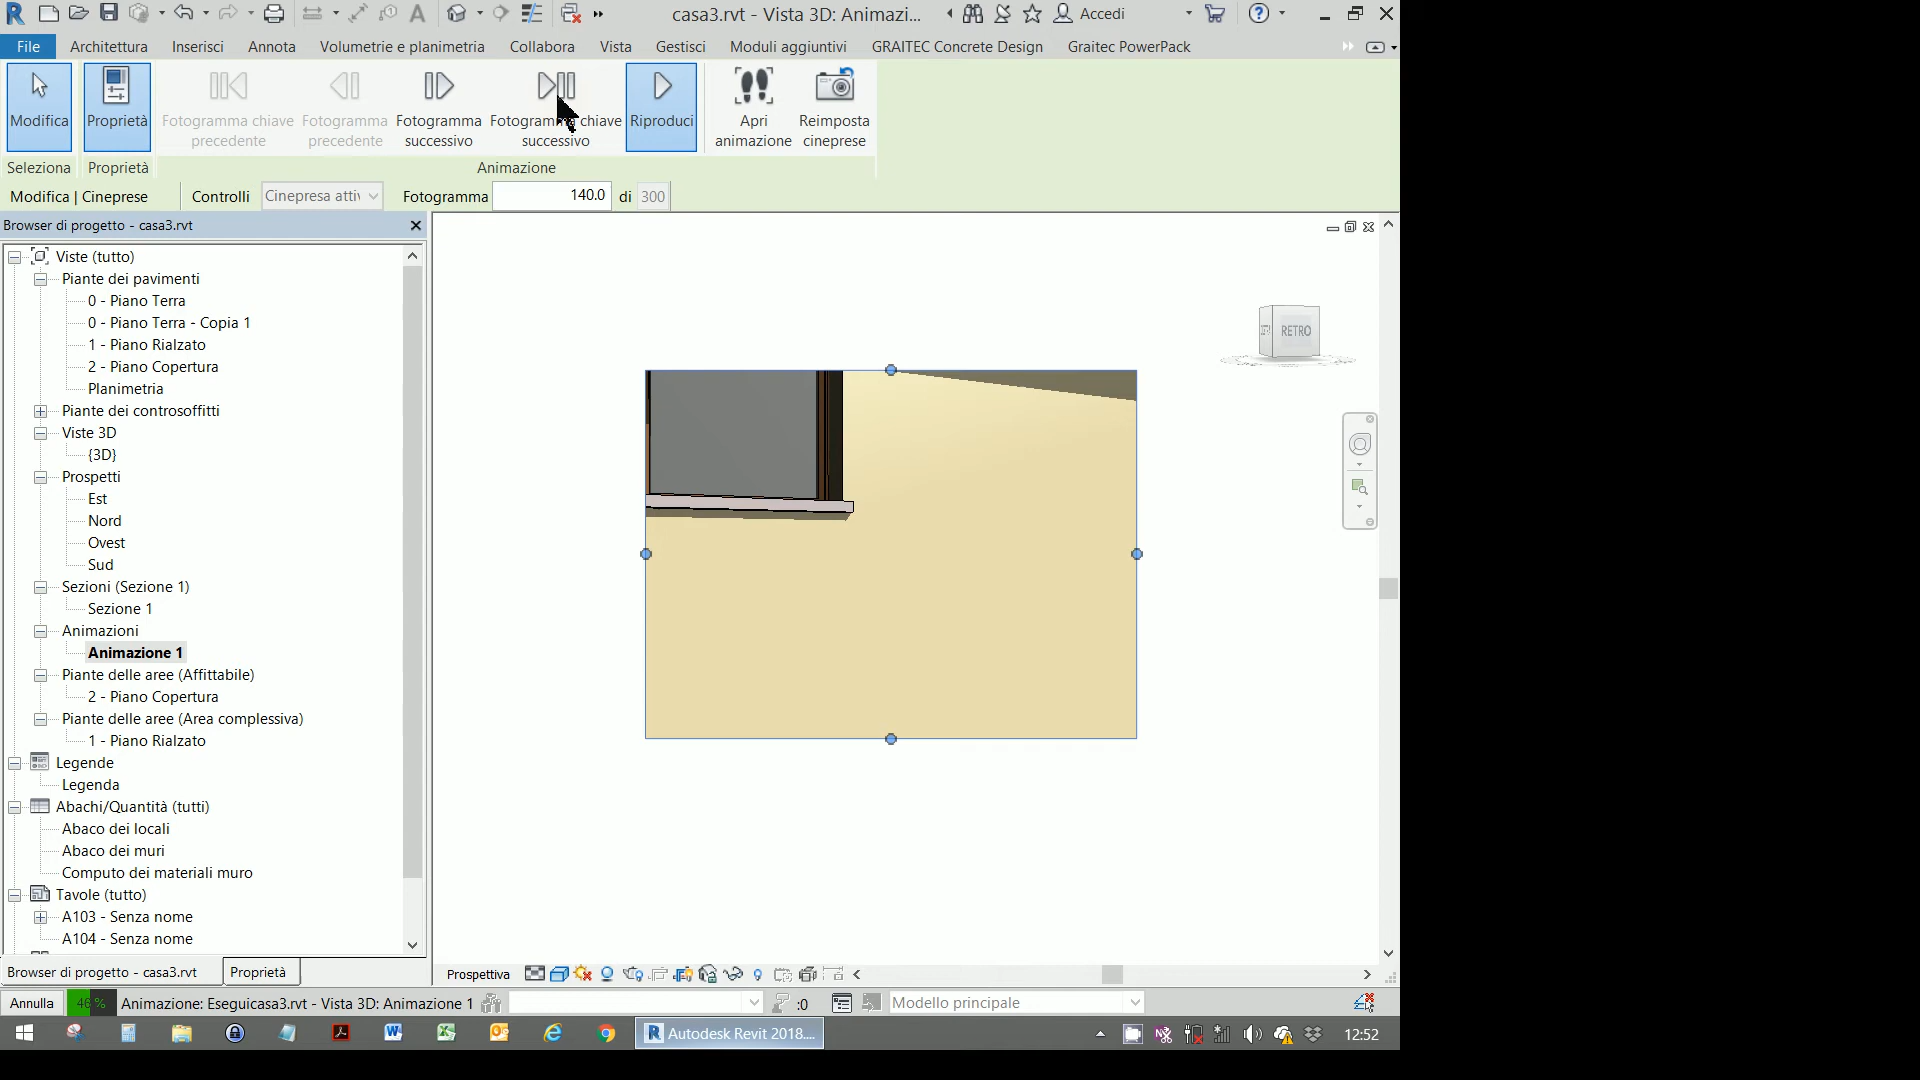 casa3.rvt - Vista 3D: Animazi...
Accedi
File
Architettura
Inserisci
Annota
Volumetrie e planimetria
Collabora
Vista
Gestisci
Moduli aggiuntivi
GRAITEC Concrete Design
Graitec PowerPack
Modifica
Proprietà
Fotogramma chiave
precedente
Fotogramma
precedente
Fotogramma
successivo
Fotogramma chiave
successivo
Riproduci
Apri
animazione
Reimposta
cineprese
Seleziona
Proprietà
Animazione
Modifica | Cineprese
Controlli
Cinepresa attiv
Fotogramma
140.0
di
300
Browser di progetto - casa3.rvt
Viste (tutto)
Piante dei pavimenti
0 - Piano Terra
0 - Piano Terra - Copia 1
1 - Piano Rialzato
2 - Piano Copertura
Planimetria
Piante dei controsoffitti
Viste 3D
{3D}
Prospetti
Est
Nord
Ovest
Sud
Sezioni (Sezione 1)
Sezione 1
Animazioni
Animazione 1
Piante delle aree (Affittabile)
2 - Piano Copertura
Piante delle aree (Area complessiva)
1 - Piano Rialzato
Legende
Legenda
Abachi/Quantità (tutti)
Abaco dei locali
Abaco dei muri
Computo dei materiali muro
Tavole (tutto)
A103 - Senza nome
A104 - Senza nome
RETRO
Browser di progetto - casa3.rvt
Proprietà
Prospettiva
Annulla
46 %
Animazione: Eseguicasa3.rvt - Vista 3D: Animazione 1
:0
Modello principale
Autodesk Revit 2018....
12:52